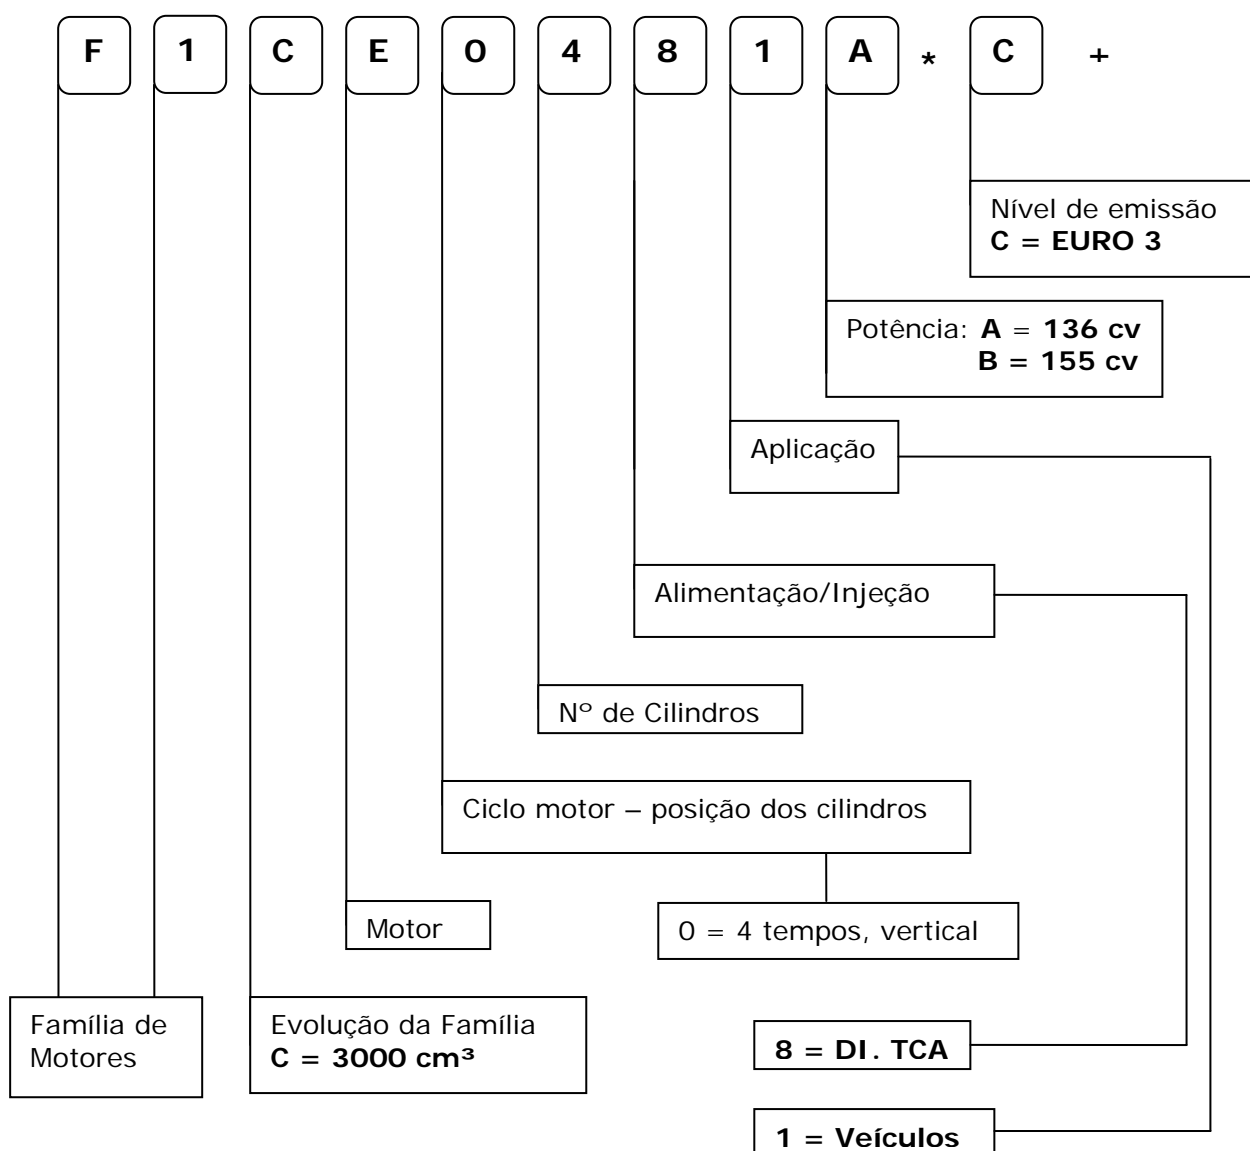 F 1 C E 0 4 8 1 A * C +
Nível de emissão
C = EURO 3
Potência: A = 136 cv
B = 155 cv
Aplicação
Alimentação/Injeção
Nº de Cilindros
Ciclo motor – posição dos cilindros
Motor
0 = 4 tempos, vertical
Família de
Motores
Evolução da Família
C = 3000 cm³
8 = DI. TCA
1 = Veículos